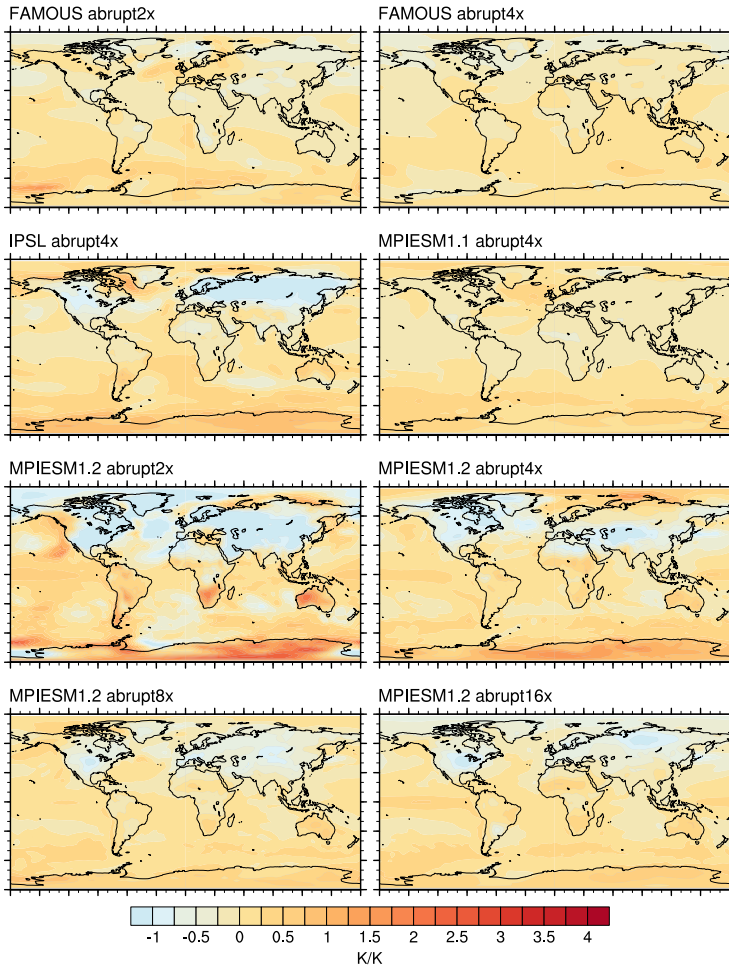 FAMOUS abrupt2x
FAMOUS abrupt4x
IPSL abrupt4x
MPIESM1.1 abrupt4x
MPIESM1.2 abrupt2x
MPIESM1.2 abrupt4x
MPIESM1.2 abrupt8x
MPIESM1.2 abrupt16x
-1 -0.5 0 0.5 1 1.5 2 2.5 3 3.5 4
K/K